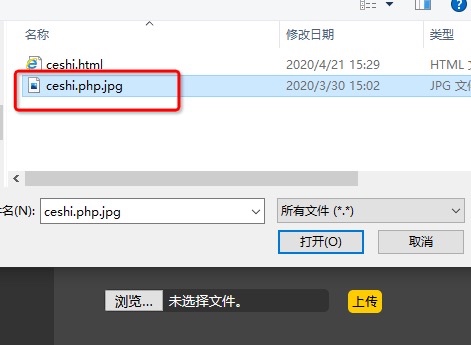 名称
修改日期
类型
ceshi.html
2020/4/21 15:29
HTML
ceshi.php.jpg
2020/3/30 15:02
JPG 文件
件名(N):
ceshi.php.jpg
所有文件 (*.*)
打开(O)
取消
浏览...
未选择文件。
上传